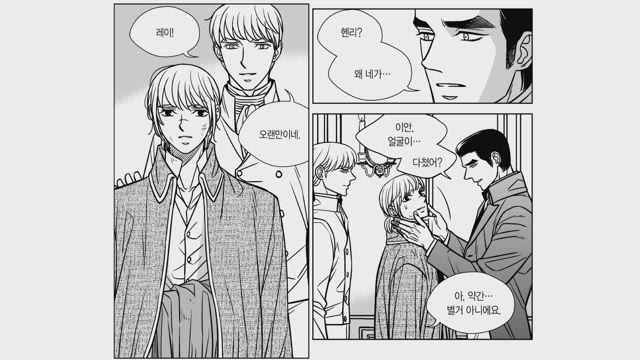 레이!
오랜만이네.
헨리?
왜 네가…
이안,
얼굴이…
다쳤어?
아, 약간…
별거 아니에요.